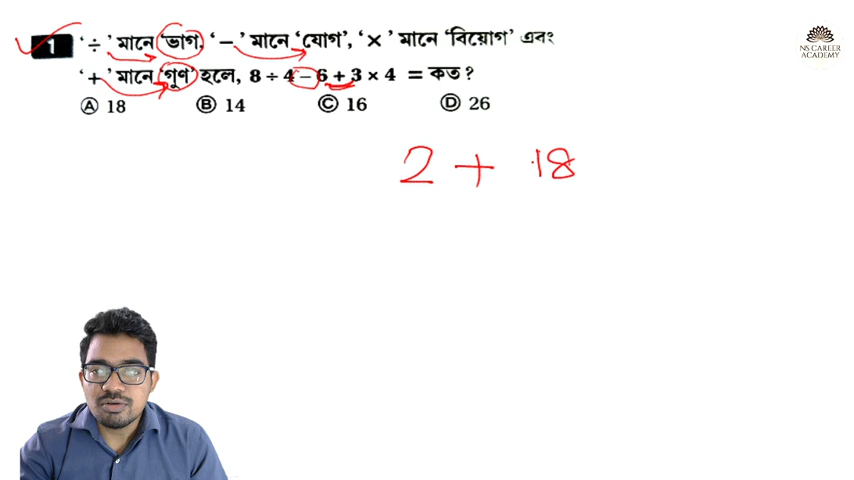 NS CAREER
ACADEMY
1 ‘÷’ মানে ‘ভাগ’, ‘−’ মানে ‘যোগ’, ‘×’ মানে ‘বিয়োগ’ এবং
‘+’ মানে ‘গুণ’ হলে, 8 ÷ 4 − 6 + 3 × 4 = কত ?
Ⓐ 18 Ⓑ 14 Ⓒ 16 Ⓓ 26
2 + 18